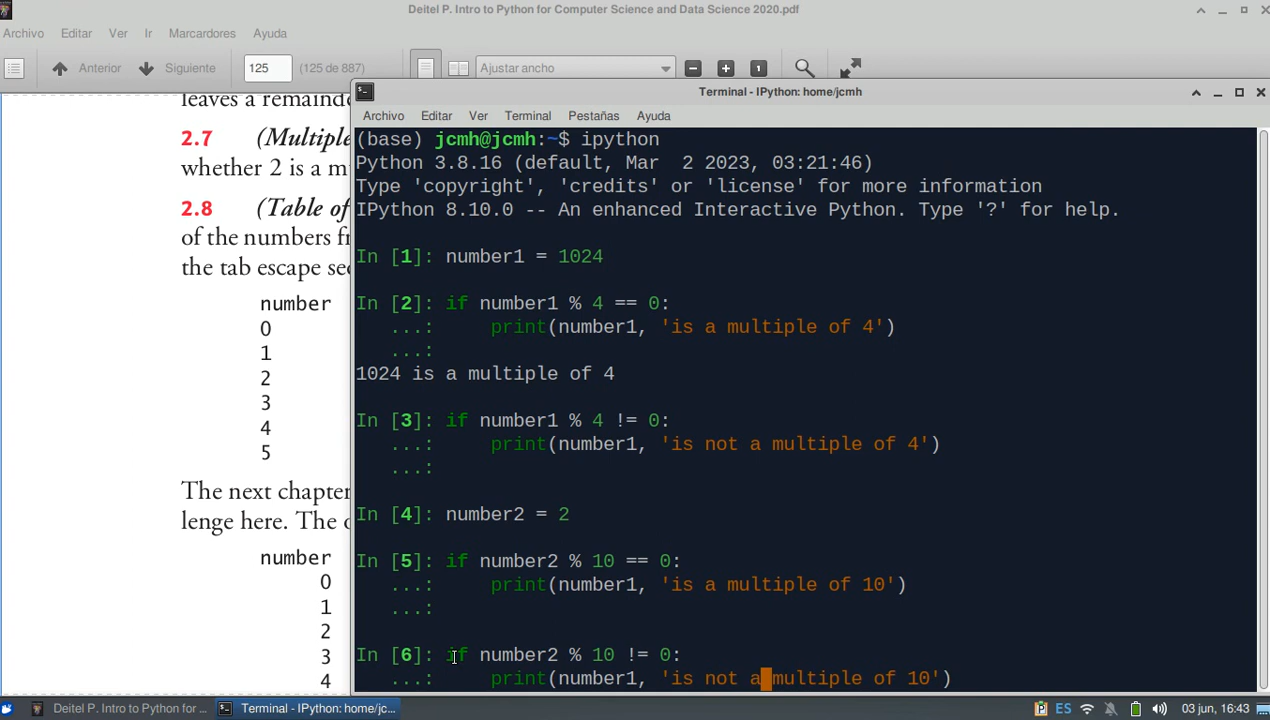 Deitel P. Intro to Python for Computer Science and Data Science 2020.pdf
Archivo Editar Ver Ir Marcadores Ayuda
Anterior Siguiente 125 (125 de 887) Ajustar ancho
leaves a remainde
2.7 (Multiple
whether 2 is a m
2.8 (Table of
of the numbers fr
the tab escape sec
number
0
1
2
3
4
5
The next chapter
lenge here. The o
number
0
1
2
3
4
Terminal - IPython: home/jcmh
Archivo Editar Ver Terminal Pestañas Ayuda
(base) jcmh@jcmh:~$ ipython
Python 3.8.16 (default, Mar  2 2023, 03:21:46)
Type 'copyright', 'credits' or 'license' for more information
IPython 8.10.0 -- An enhanced Interactive Python. Type '?' for help.
In [1]: number1 = 1024
In [2]: if number1 % 4 == 0:
...:     print(number1, 'is a multiple of 4')
...:
1024 is a multiple of 4
In [3]: if number1 % 4 != 0:
...:     print(number1, 'is not a multiple of 4')
...:
In [4]: number2 = 2
In [5]: if number2 % 10 == 0:
...:     print(number1, 'is a multiple of 10')
...:
In [6]: if number2 % 10 != 0:
...:     print(number1, 'is not a multiple of 10')
Deitel P. Intro to Python for ... Terminal - IPython: home/jc... ES 03 jun, 16:43